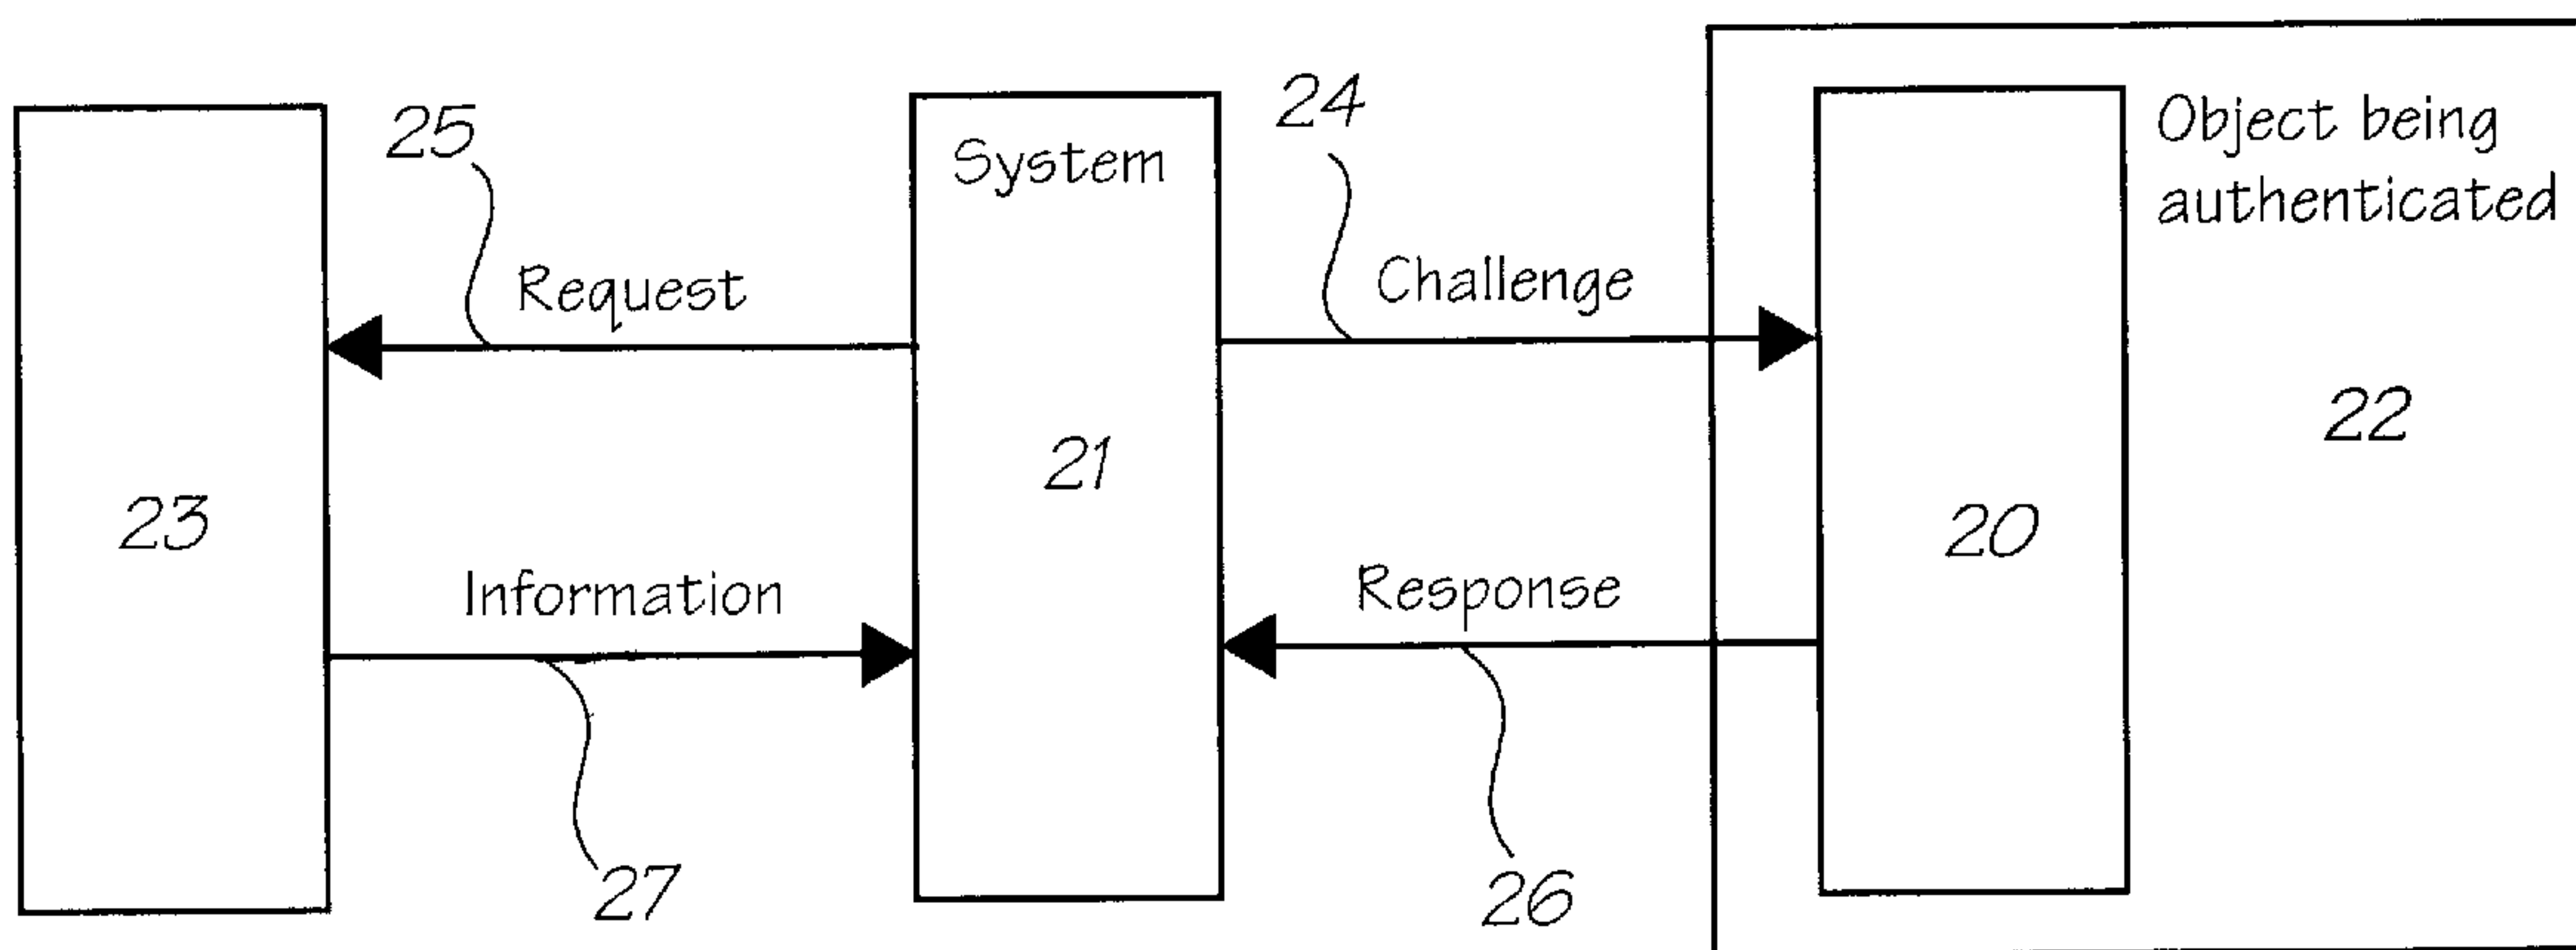 25
24
System
Object being
authenticated
Request
Challenge
22
21
23
20
Information
Response
27
26